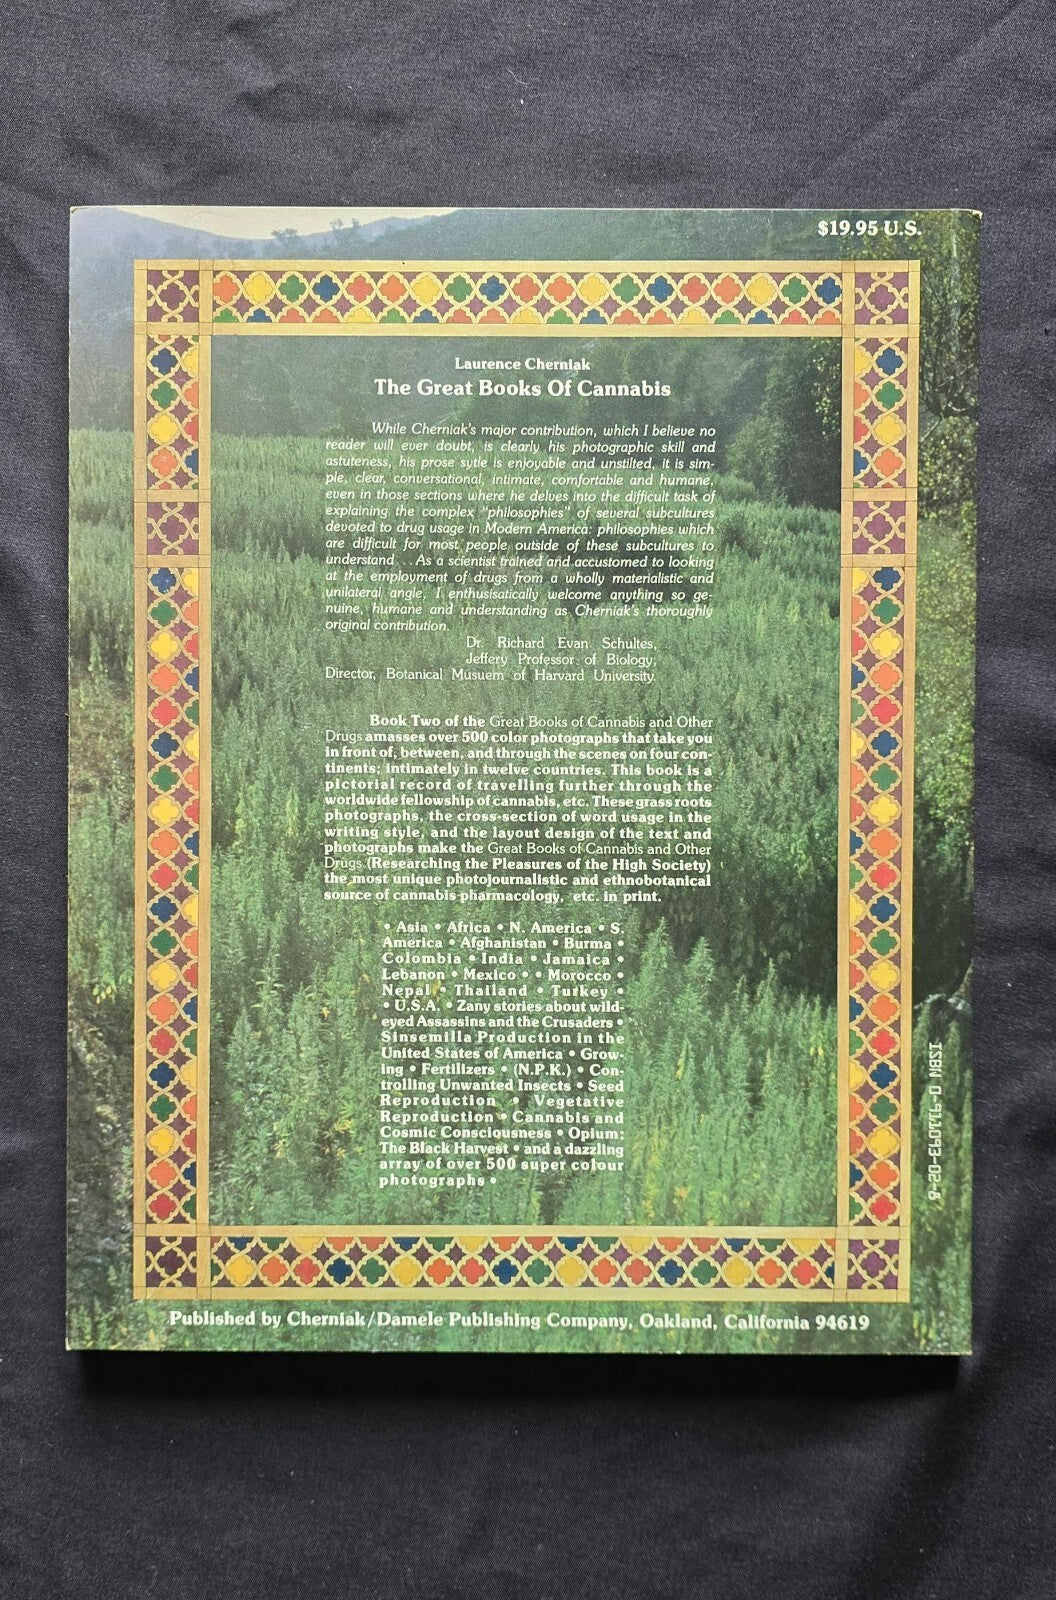 $19.95 U.S.
Laurence Cherniak
The Great Books Of Cannabis
While Cherniak's major contribution, which I believe no
reader will ever doubt, is clearly his photographic skill and
astuteness, his prose sytle is enjoyable and unstilted, it is sim-
ple, clear, conversational, intimate, comfortable and humane,
even in those sections where he delves into the difficult task of
explaining the complex "philosophies" of several subcultures
devoted to drug usage in Modern America: philosophies which
are difficult for most people outside of these subcultures to
understand . . . As a scientist trained and accustomed to looking
at the employment of drugs from a wholly materialistic and
unilateral angle, I enthusisatically welcome anything so ge-
nuine, humane and understanding as Cherniak's thoroughly
original contribution.
Dr. Richard Evan Schultes,
Jeffery Professor of Biology,
Director, Botanical Musuem of Harvard University.
Book Two of the Great Books of Cannabis and Other
Drugs amasses over 500 color photographs that take you
in front of, between, and through the scenes on four con-
tinents; intimately in twelve countries. This book is a
pictorial record of travelling further through the
worldwide fellowship of cannabis, etc. These grass roots
photographs, the cross-section of word usage in the
writing style, and the layout design of the text and
photographs make the Great Books of Cannabis and Other
Drugs (Researching the Pleasures of the High Society)
the most unique photojournalistic and ethnobotanical
source of cannabis pharmacology, etc. in print.
• Asia • Africa • N. America • S.
America • Afghanistan • Burma •
Colombia • India • Jamaica •
Lebanon • Mexico • • Morocco •
Nepal • Thailand • Turkey •
• U.S.A. • Zany stories about wild-
eyed Assassins and the Crusaders •
Sinsemilla Production in the
United States of America • Grow-
ing • Fertilizers • (N.P.K.) • Con-
trolling Unwanted Insects • Seed
Reproduction • Vegetative
Reproduction • Cannabis and
Cosmic Consciousness • Opium:
The Black Harvest • and a dazzling
array of over 500 super colour
photographs •
ISBN 0-911093-02-6
Published by Cherniak/Damele Publishing Company, Oakland, California 94619